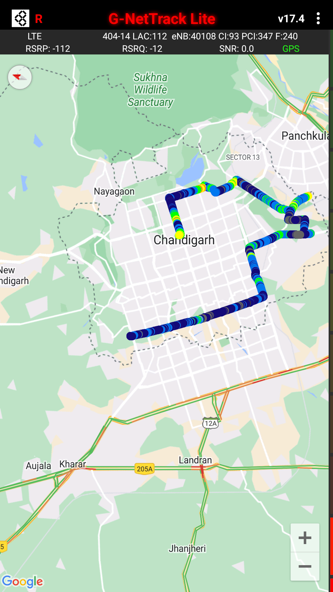 R G-NetTrack Lite v17.4
LTE 404-14 LAC:112 eNB:40108 CI:93 PCI:347 F:240
RSRP: -112 RSRQ: -12 SNR: 0.0 GPS
Sukhna
Wildlife
Sanctuary
Panchkula
SECTOR 13
Nayagaon
Chandigarh
New
ndigarh
12A
Aujala Kharar Landran
205A
5
Jhanjheri
+
−
Google